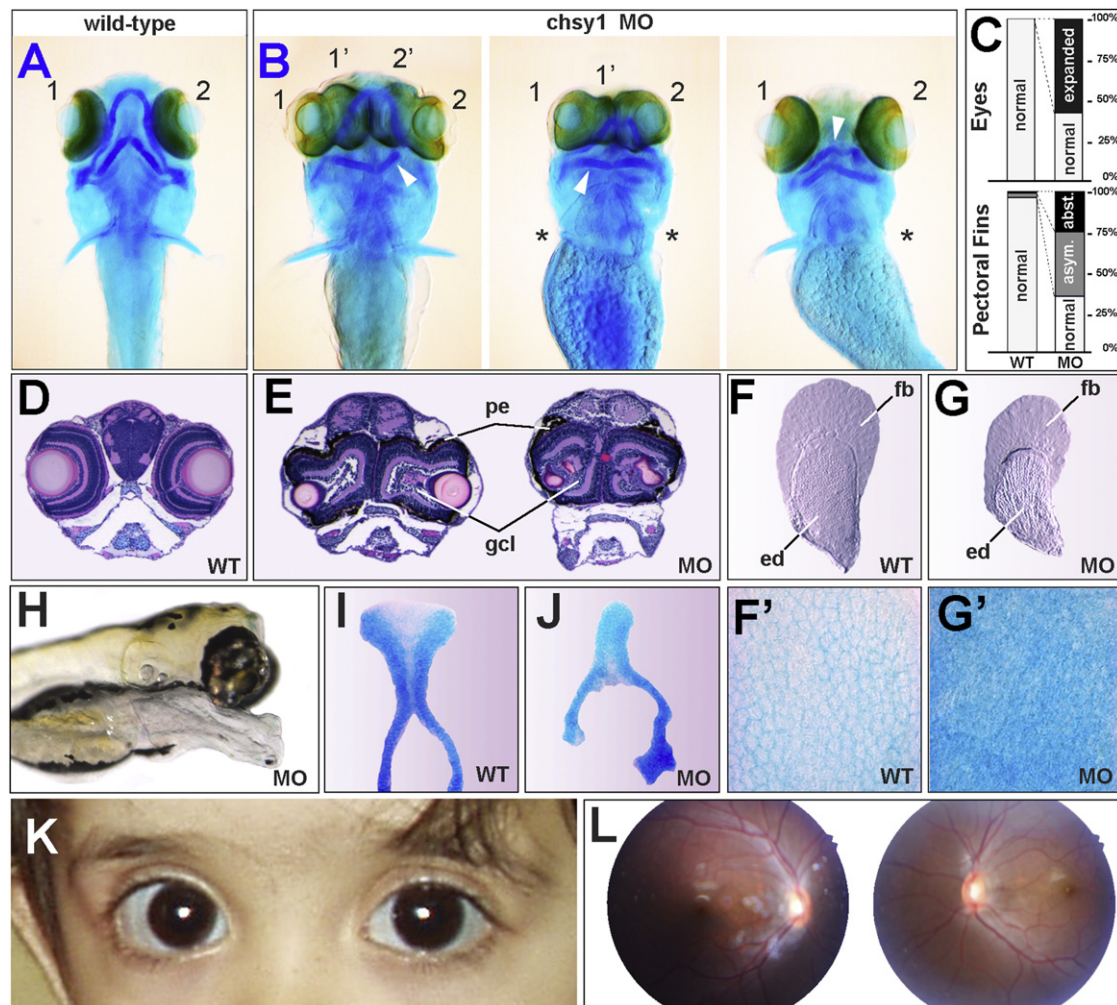 wild-type
chsy1 MO
A
1
2
B
1
1’
2’
2
1
1’
2
*
*
1
2
*
C
Eyes
normal
expanded
normal
100%
75%
50%
25%
0%
Pectoral Fins
normal
abst.
asym.
normal
100%
75%
50%
25%
0%
WT
MO
D
WT
E
pe
gcl
MO
F
fb
ed
WT
G
fb
ed
MO
H
MO
I
WT
J
MO
F’
WT
G’
MO
K
L